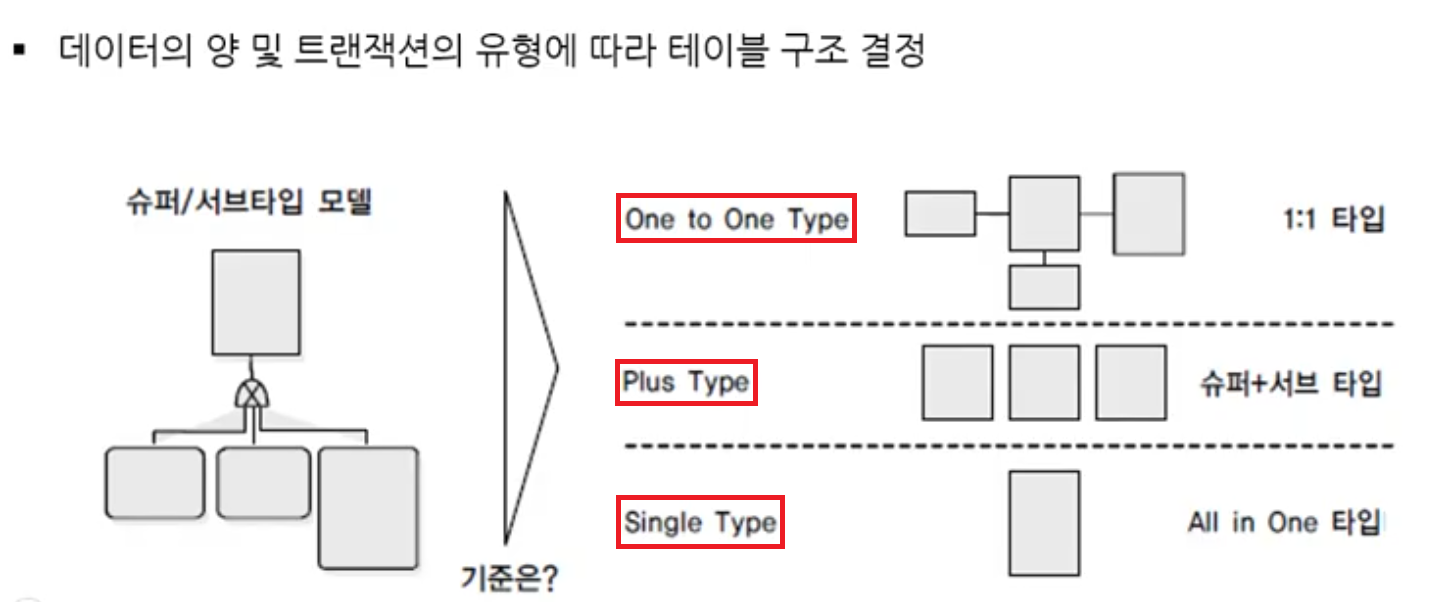 ▪ 데이터의 양 및 트랜잭션의 유형에 따라 테이블 구조 결정
슈퍼/서브타입 모델
기준은?
One to One Type
1:1 타입
Plus Type
슈퍼+서브 타입
Single Type
All in One 타입